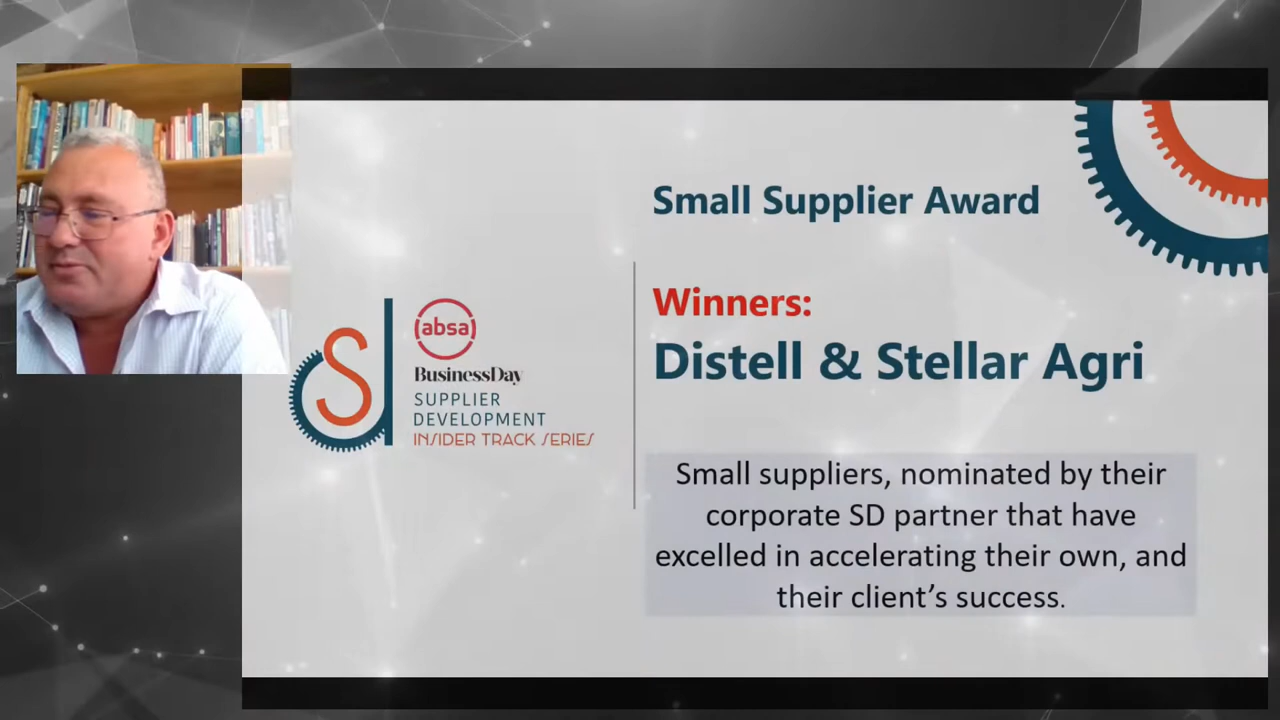 Small Supplier Award
Winners:
Distell & Stellar Agri
Small suppliers, nominated by their
corporate SD partner that have
excelled in accelerating their own, and
their client's success.
sd
(absa)
BusinessDay
SUPPLIER
DEVELOPMENT
INSIDER TRACK SERIES